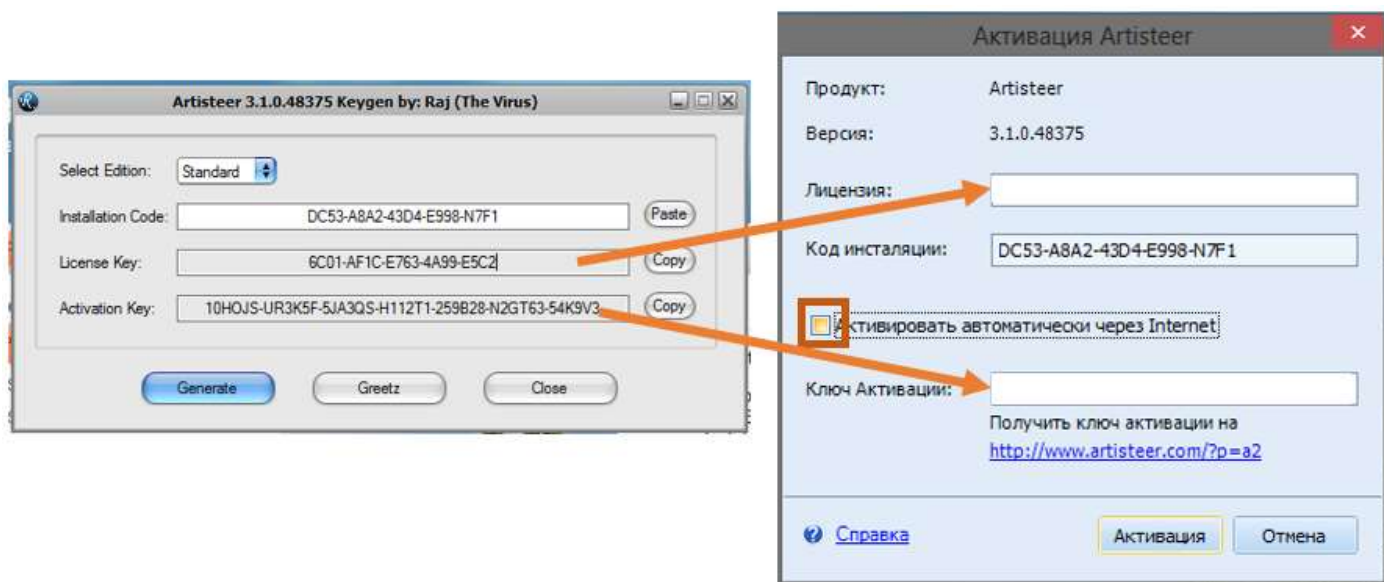 Artisteer 3.1.0.48375 Keygen by: Raj (The Virus)
Select Edition: Standard
Installation Code: DC53-A8A2-43D4-E998-N7F1 Paste
License Key: 6C01-AF1C-E763-4A99-E5C2 Copy
Activation Key: 10HOJS-UR3K5F-5JA3QS-H112T1-259B28-N2GT63-54K9V3 Copy
Generate Greetz Close
Активация Artisteer
Продукт: Artisteer
Версия: 3.1.0.48375
Лицензия:
Код инсталяции: DC53-A8A2-43D4-E998-N7F1
Активировать автоматически через Internet
Ключ Активации:
Получить ключ активации на
http://www.artisteer.com/?p=a2
Справка Активация Отмена